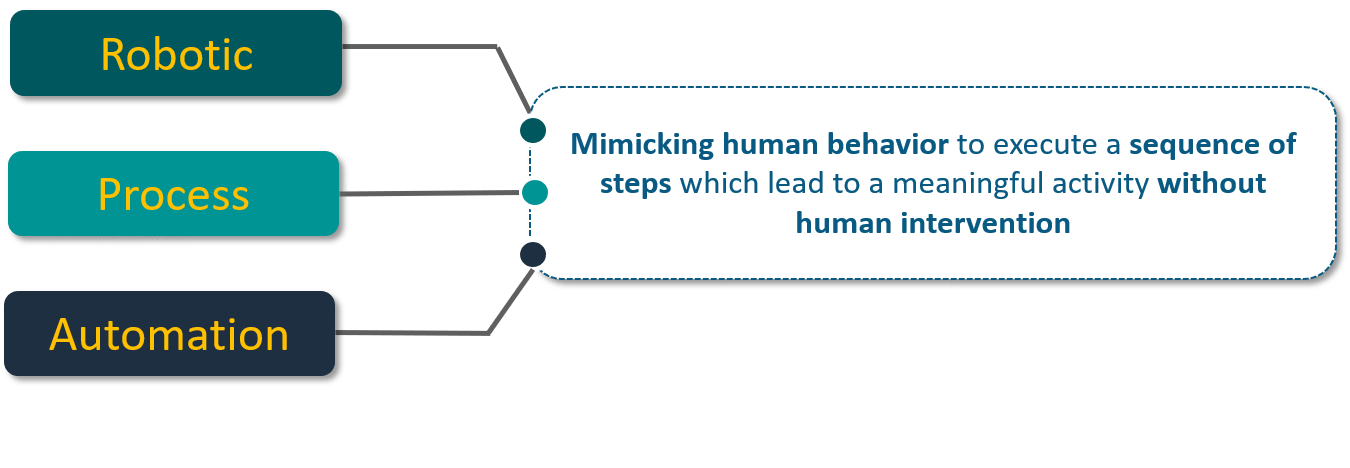 Robotic
Process
Automation
Mimicking human behavior to execute a sequence of
steps which lead to a meaningful activity without
human intervention